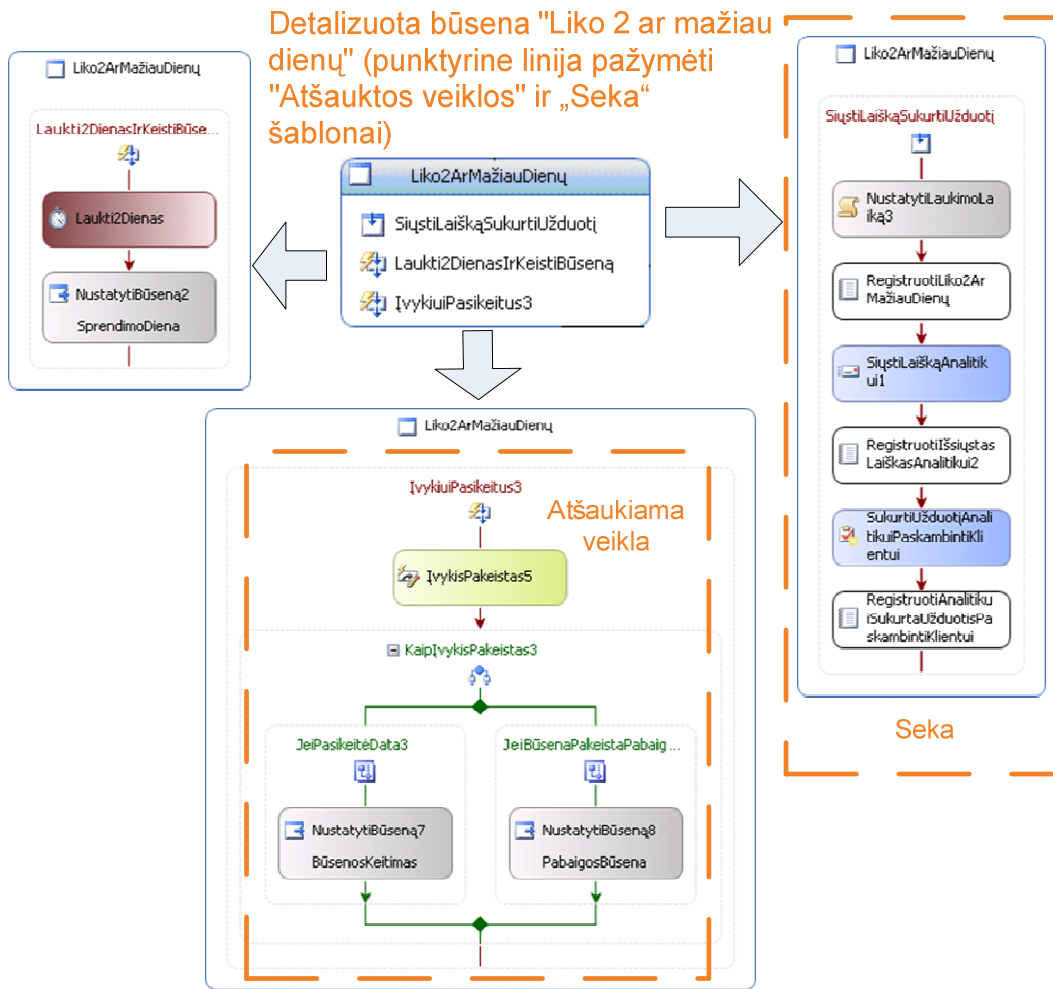 Detalizuota būsena "Liko 2 ar mažiau
dienų" (punktyrine linija pažymėti
"Atšauktos veiklos" ir „Seka“
šablonai)
Liko2ArMažiauDienų
Laukti2DienasIrKeistiBūse...
Laukti2Dienas
NustatytiBūseną2
SprendimoDiena
Liko2ArMažiauDienų
SiųstiLaiškąSukurtiUžduotį
Laukti2DienasIrKeistiBūseną
ĮvykiuiPasikeitus3
Liko2ArMažiauDienų
SiųstiLaiškąSukurtiUžduotį
NustatytiLaukimoLa
iką3
RegistruotiLiko2Ar
MažiauDienų
SiųstiLaiškąAnalitik
ui1
RegistruotiIšsiųstas
LaiškasAnalitikui2
SukurtiUžduotįAnali
tikuiPaskambintiKli
entui
RegistruotiAnalitiku
iSukurtaUžduotisPa
skambintiKlientui
Seka
Liko2ArMažiauDienų
ĮvykiuiPasikeitus3
Atšaukiama
veikla
ĮvykisPakeistas5
KaipĮvykisPakeistas3
JeiPasikeitėData3
JeiBūsenaPakeistaPabaig...
NustatytiBūseną7
BūsenosKeitimas
NustatytiBūseną8
PabaigosBūsena